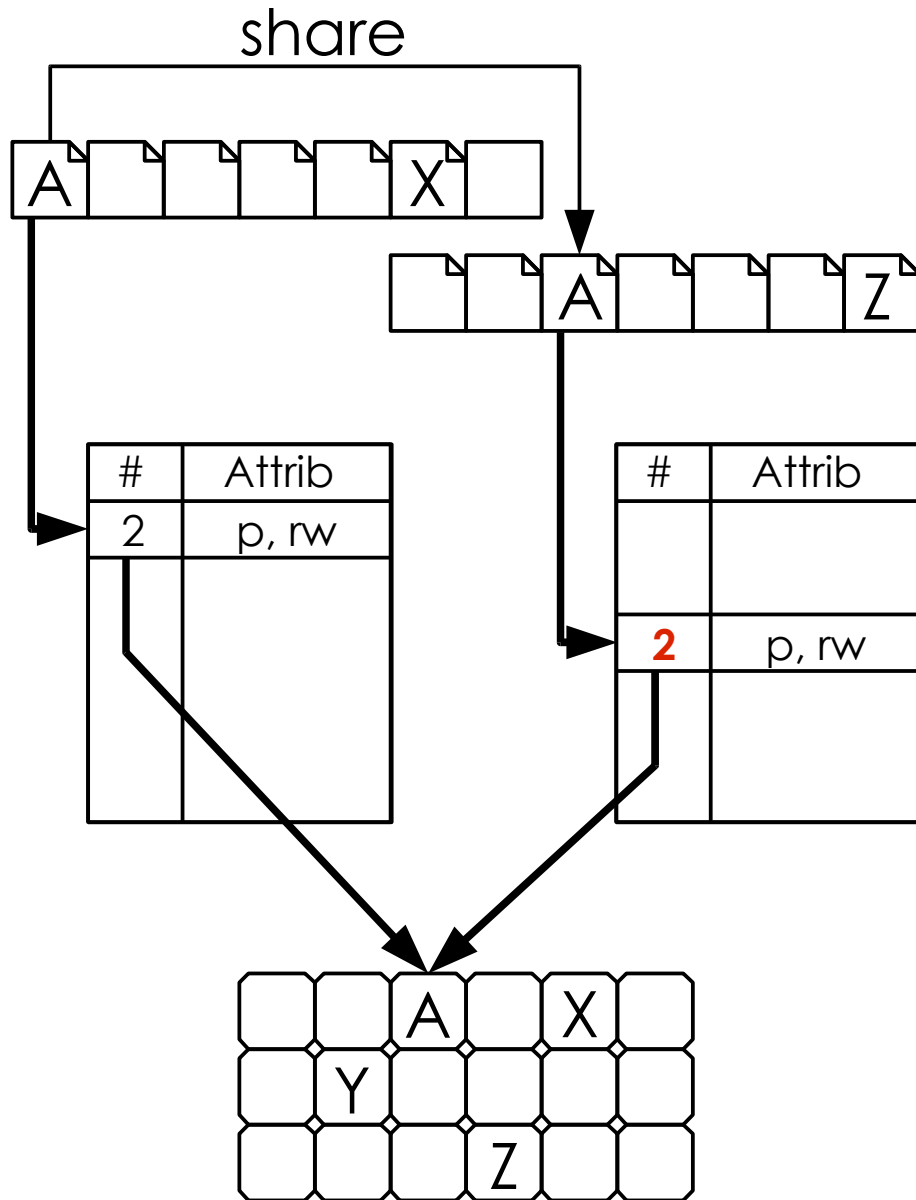 share
A X
A Z
# Attrib
2 p, rw
# Attrib
2 p, rw
A X
Y
Z